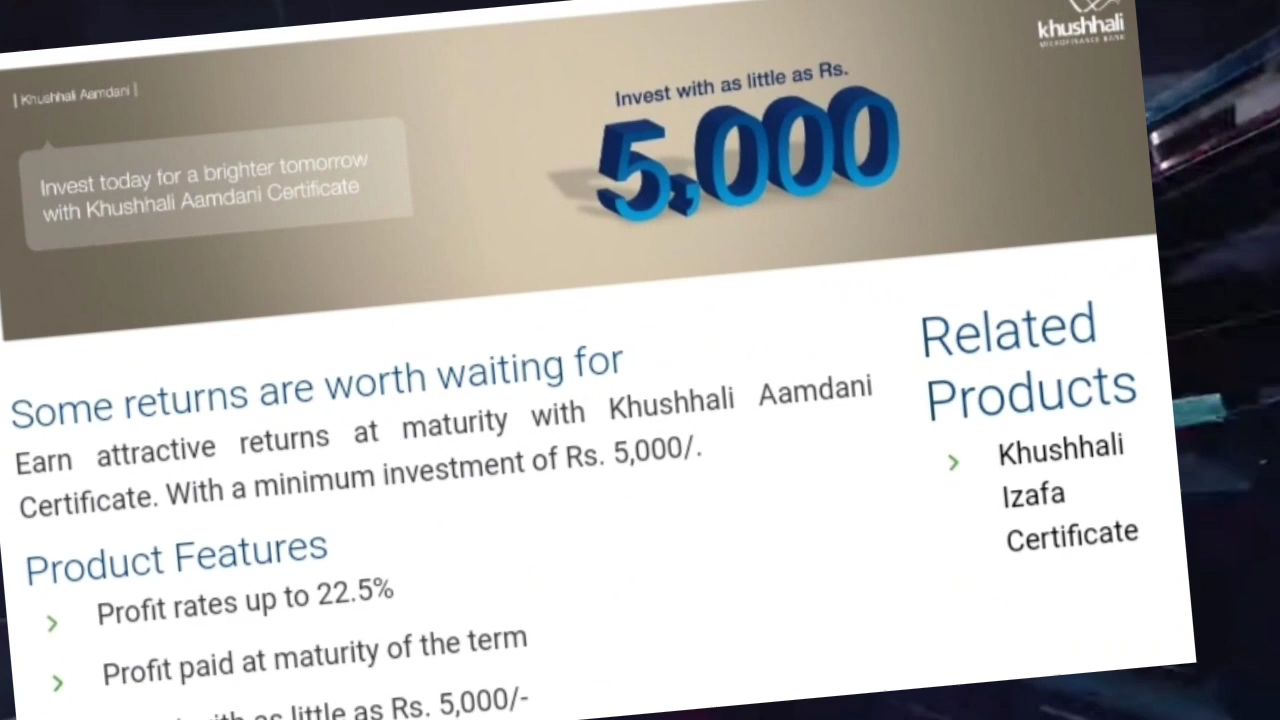 khushhali
MICROFINANCE BANK
| Khushhali Aamdani |
Invest with as little as Rs.
5,000
Invest today for a brighter tomorrow
with Khushhali Aamdani Certificate
Some returns are worth waiting for
Earn attractive returns at maturity with Khushhali Aamdani
Certificate. With a minimum investment of Rs. 5,000/.
Product Features
Profit rates up to 22.5%
Profit paid at maturity of the term
as little as Rs. 5,000/-
Related
Products
Khushhali
Izafa
Certificate